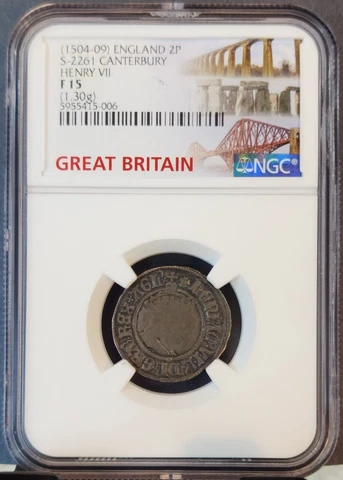 (1504-09) ENGLAND 2P
S-2261 CANTERBURY
HENRY VII
F 15
(1.30g)
5955415-006
GREAT BRITAIN
NGC